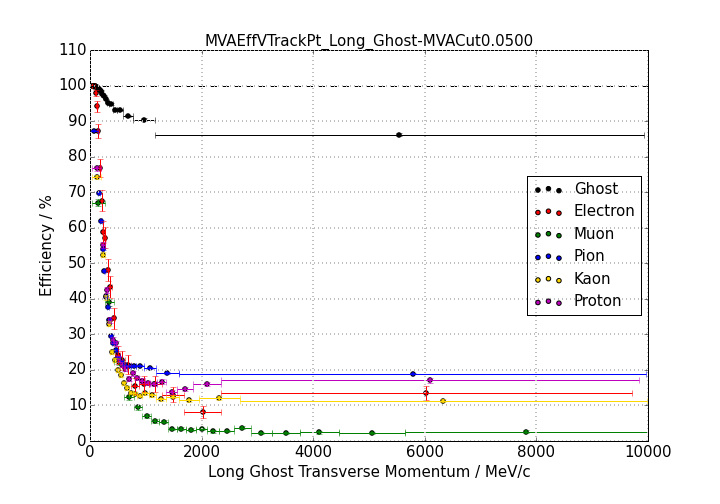 MVAEffVTrackPt_Long_Ghost-MVACut0.0500
110
100
90
80
70
60
50
40
30
20
10
0
Efficiency / %
Ghost
Electron
Muon
Pion
Kaon
Proton
0 2000 4000 6000 8000 10000
Long Ghost Transverse Momentum / MeV/c